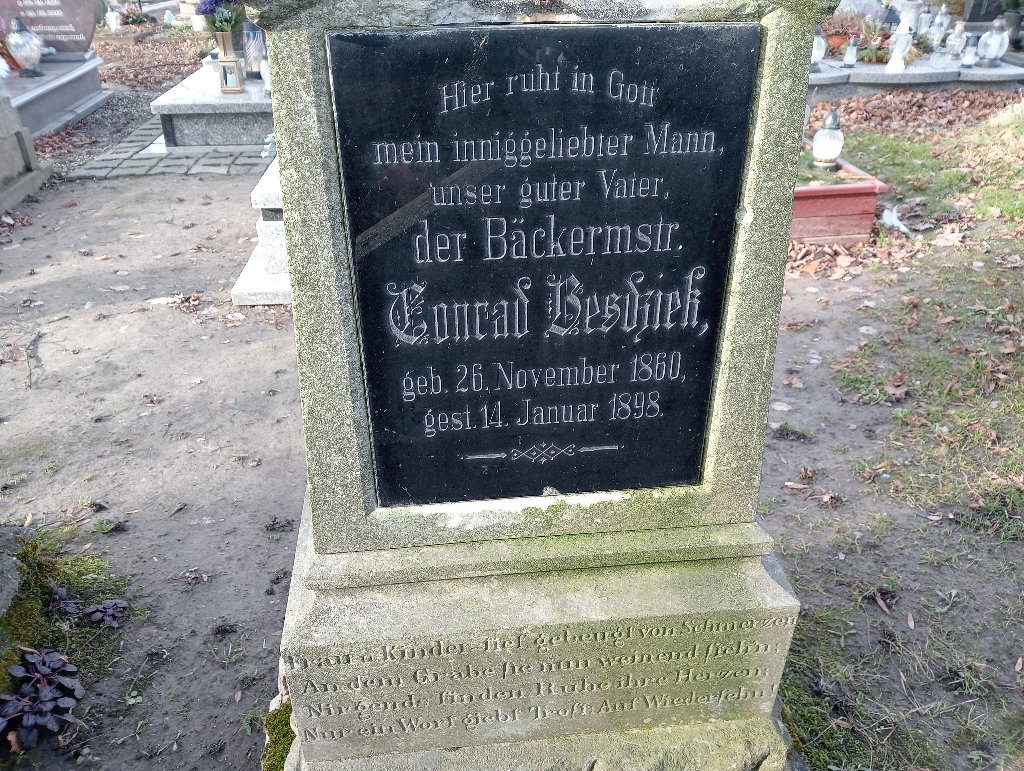 Hier ruht in Gott
mein inniggeliebter Mann,
unser guter Vater,
der Bäckermstr.
Conrad Besdziek,
geb. 26. November 1860,
gest. 14. Januar 1898.
Frau u. Kinder tief gebeugt von Schmerzen
An dem Grabe sie nun weinend stehn;
Nirgends finden Ruhe ihre Herzen;
Nur ein Wort giebt Trost: Auf Wiedersehn!